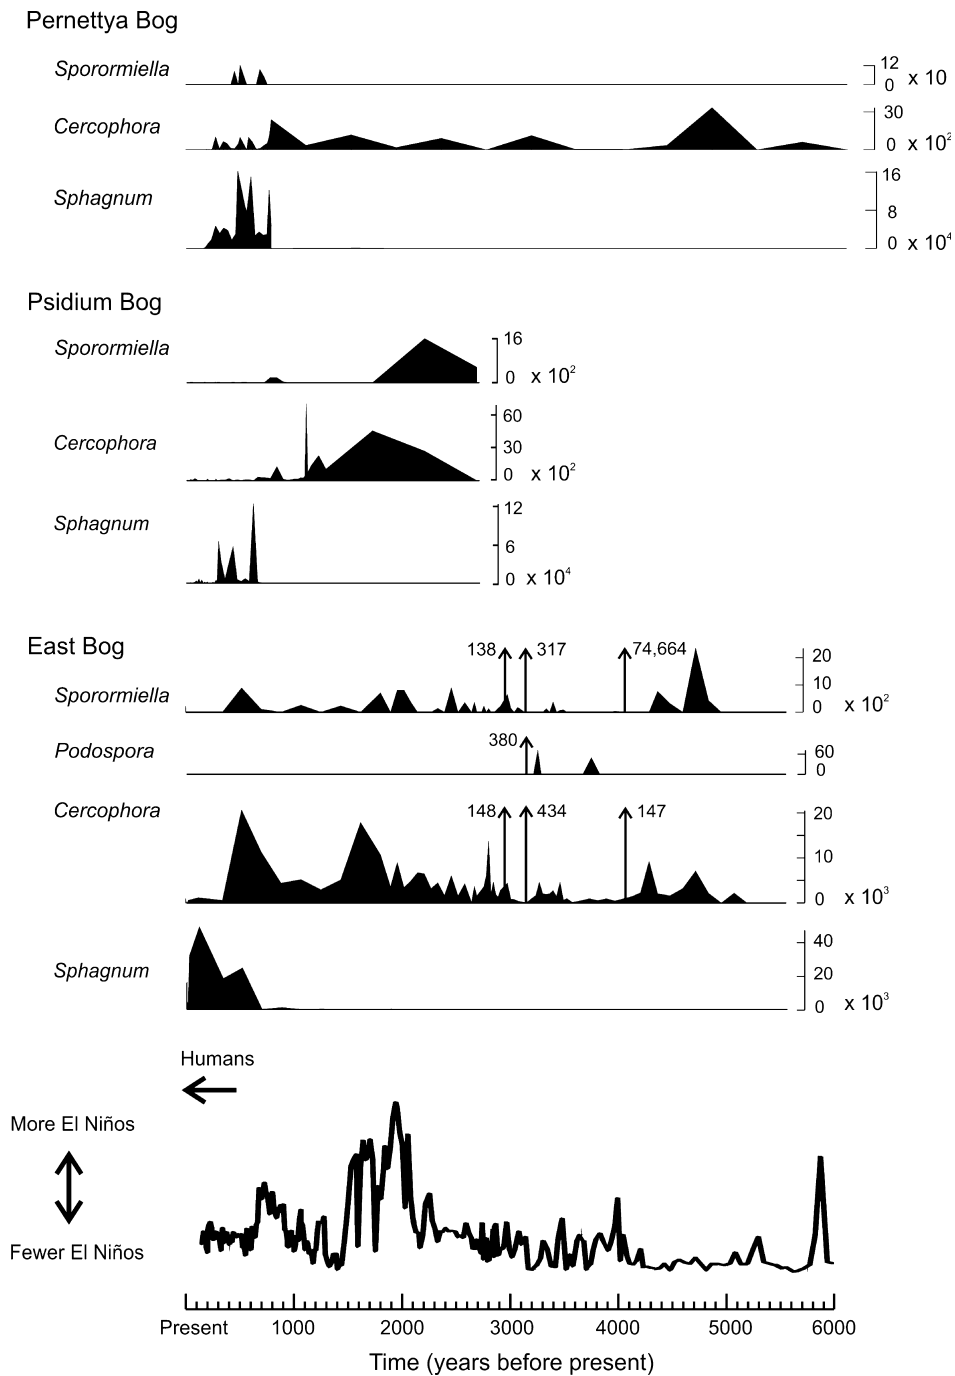 Pernettya Bog
Sporormiella
12
0 x 10
Cercophora
30
0 x 10²
Sphagnum
16
8
0 x 10⁴
Psidium Bog
Sporormiella
16
0 x 10²
Cercophora
60
30
0 x 10²
Sphagnum
12
6
0 x 10⁴
East Bog
138 317 74,664
Sporormiella
20
10
0 x 10²
Podospora
380
60
0
Cercophora
148 434 147
20
10
0 x 10³
Sphagnum
40
20
0 x 10³
Humans
More El Niños
Fewer El Niños
Present 1000 2000 3000 4000 5000 6000
Time (years before present)